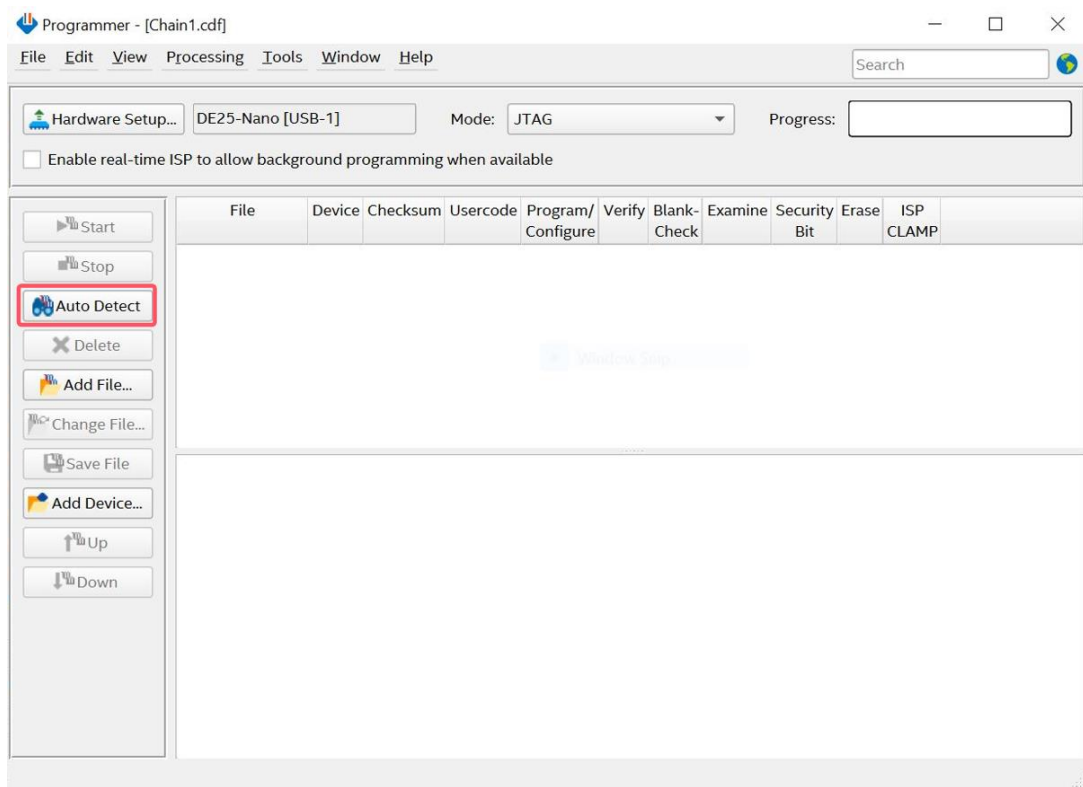 Programmer - [Chain1.cdf]
File Edit View Processing Tools Window Help
Search
Hardware Setup... DE25-Nano [USB-1] Mode: JTAG Progress:
Enable real-time ISP to allow background programming when available
File Device Checksum Usercode Program/ Verify Blank- Examine Security Erase ISP
Configure Check Bit CLAMP
Start
Stop
Auto Detect
Delete
Add File...
Change File...
Save File
Add Device...
Up
Down
Window Snip